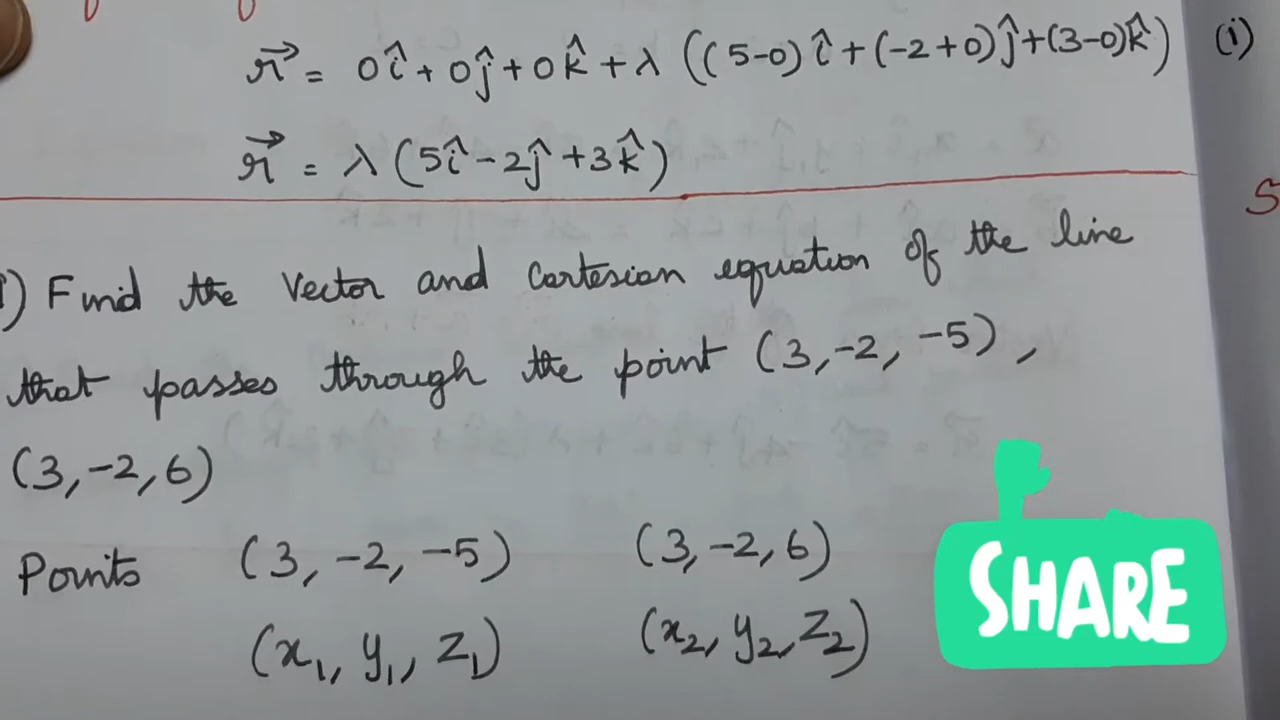 r⃗ = 0î + 0ĵ + 0k̂ + λ ((5-0) î + (-2+0) ĵ + (3-0) k̂) (i)
r⃗ = λ (5î - 2ĵ + 3k̂)
S
) Find the Vector and Cartesian equation of the line
that passes through the point (3, -2, -5),
(3, -2, 6)
Points (3, -2, -5) (3, -2, 6)
(x₁, y₁, z₁) (x₂, y₂, z₂)
SHARE